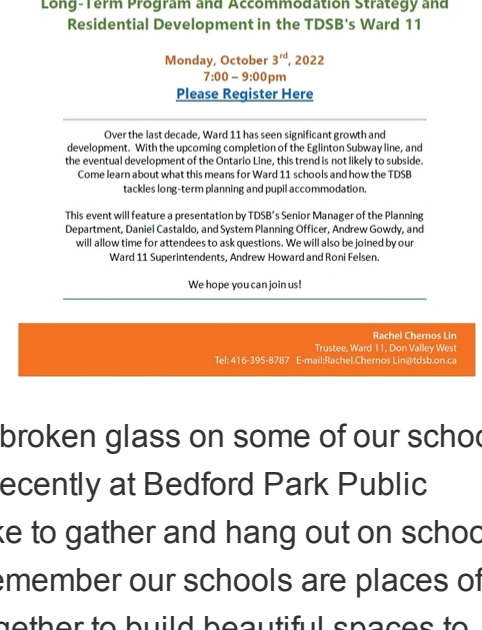 Long-Term Program and Accommodation Strategy and
Residential Development in the TDSB's Ward 11
Monday, October 3rd, 2022
7:00 – 9:00pm
Please Register Here
Over the last decade, Ward 11 has seen significant growth and
development. With the upcoming completion of the Eglinton Subway line, and
the eventual development of the Ontario Line, this trend is not likely to subside.
Come learn about what this means for Ward 11 schools and how the TDSB
tackles long-term planning and pupil accommodation.
This event will feature a presentation by TDSB's Senior Manager of the Planning
Department, Daniel Castaldo, and System Planning Officer, Andrew Gowdy, and
will allow time for attendees to ask questions. We will also be joined by our
Ward 11 Superintendents, Andrew Howard and Roni Felsen.
We hope you can join us!
Rachel Chernos Lin
Trustee, Ward 11, Don Valley West
Tel: 416-395-8787 E-mail:Rachel.Chernos Lin@tdsb.on.ca
broken glass on some of our schoo
ecently at Bedford Park Public
ke to gather and hang out on schoo
emember our schools are places of
gether to build beautiful spaces to